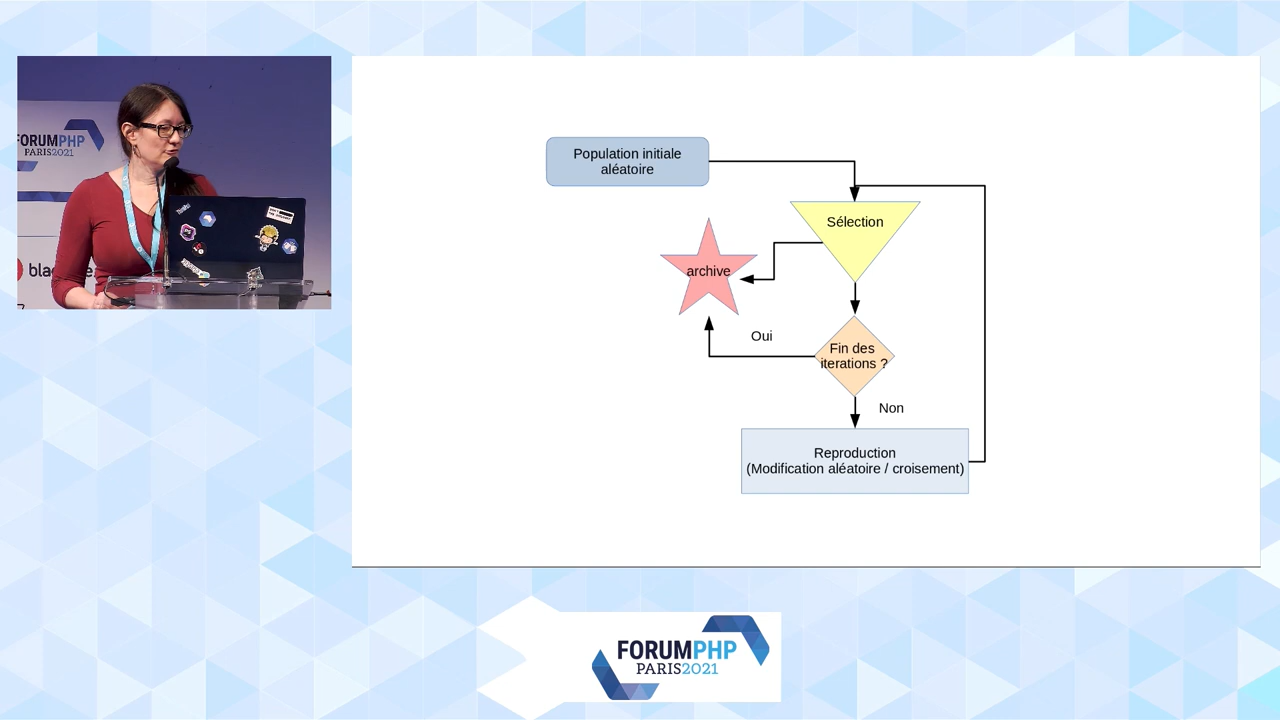 FORUMPHP
PARIS2021
Population initiale
aléatoire
Sélection
archive
Oui
Fin des
iterations ?
Non
Reproduction
(Modification aléatoire / croisement)
FORUMPHP
PARIS2021